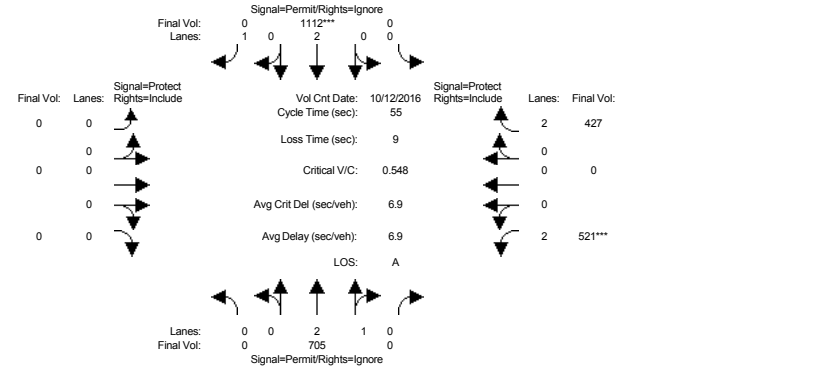 Signal=Permit/Rights=Ignore
Final Vol: 0 1112*** 0
Lanes: 1 0 2 0 0
Signal=Protect
Final Vol: Lanes: Rights=Include
Vol Cnt Date: 10/12/2016
Signal=Protect
Rights=Include Lanes: Final Vol:
Cycle Time (sec): 55
0 0 2 427
Loss Time (sec): 9
0 0
0 0 Critical V/C: 0.548 0 0
0 Avg Crit Del (sec/veh): 6.9 0
0 0 Avg Delay (sec/veh): 6.9 2 521***
LOS: A
Lanes: 0 0 2 1 0
Final Vol: 0 705 0
Signal=Permit/Rights=Ignore